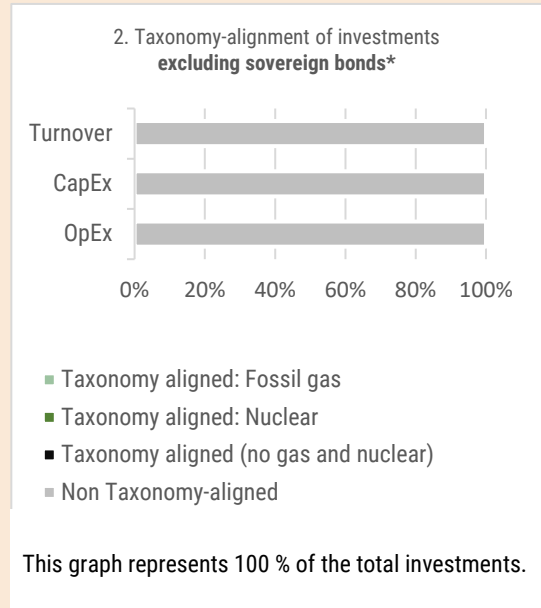 2. Taxonomy-alignment of investments
excluding sovereign bonds*
Turnover
CapEx
OpEx
0% 20% 40% 60% 80% 100%
Taxonomy aligned: Fossil gas
Taxonomy aligned: Nuclear
Taxonomy aligned (no gas and nuclear)
Non Taxonomy-aligned
This graph represents 100 % of the total investments.